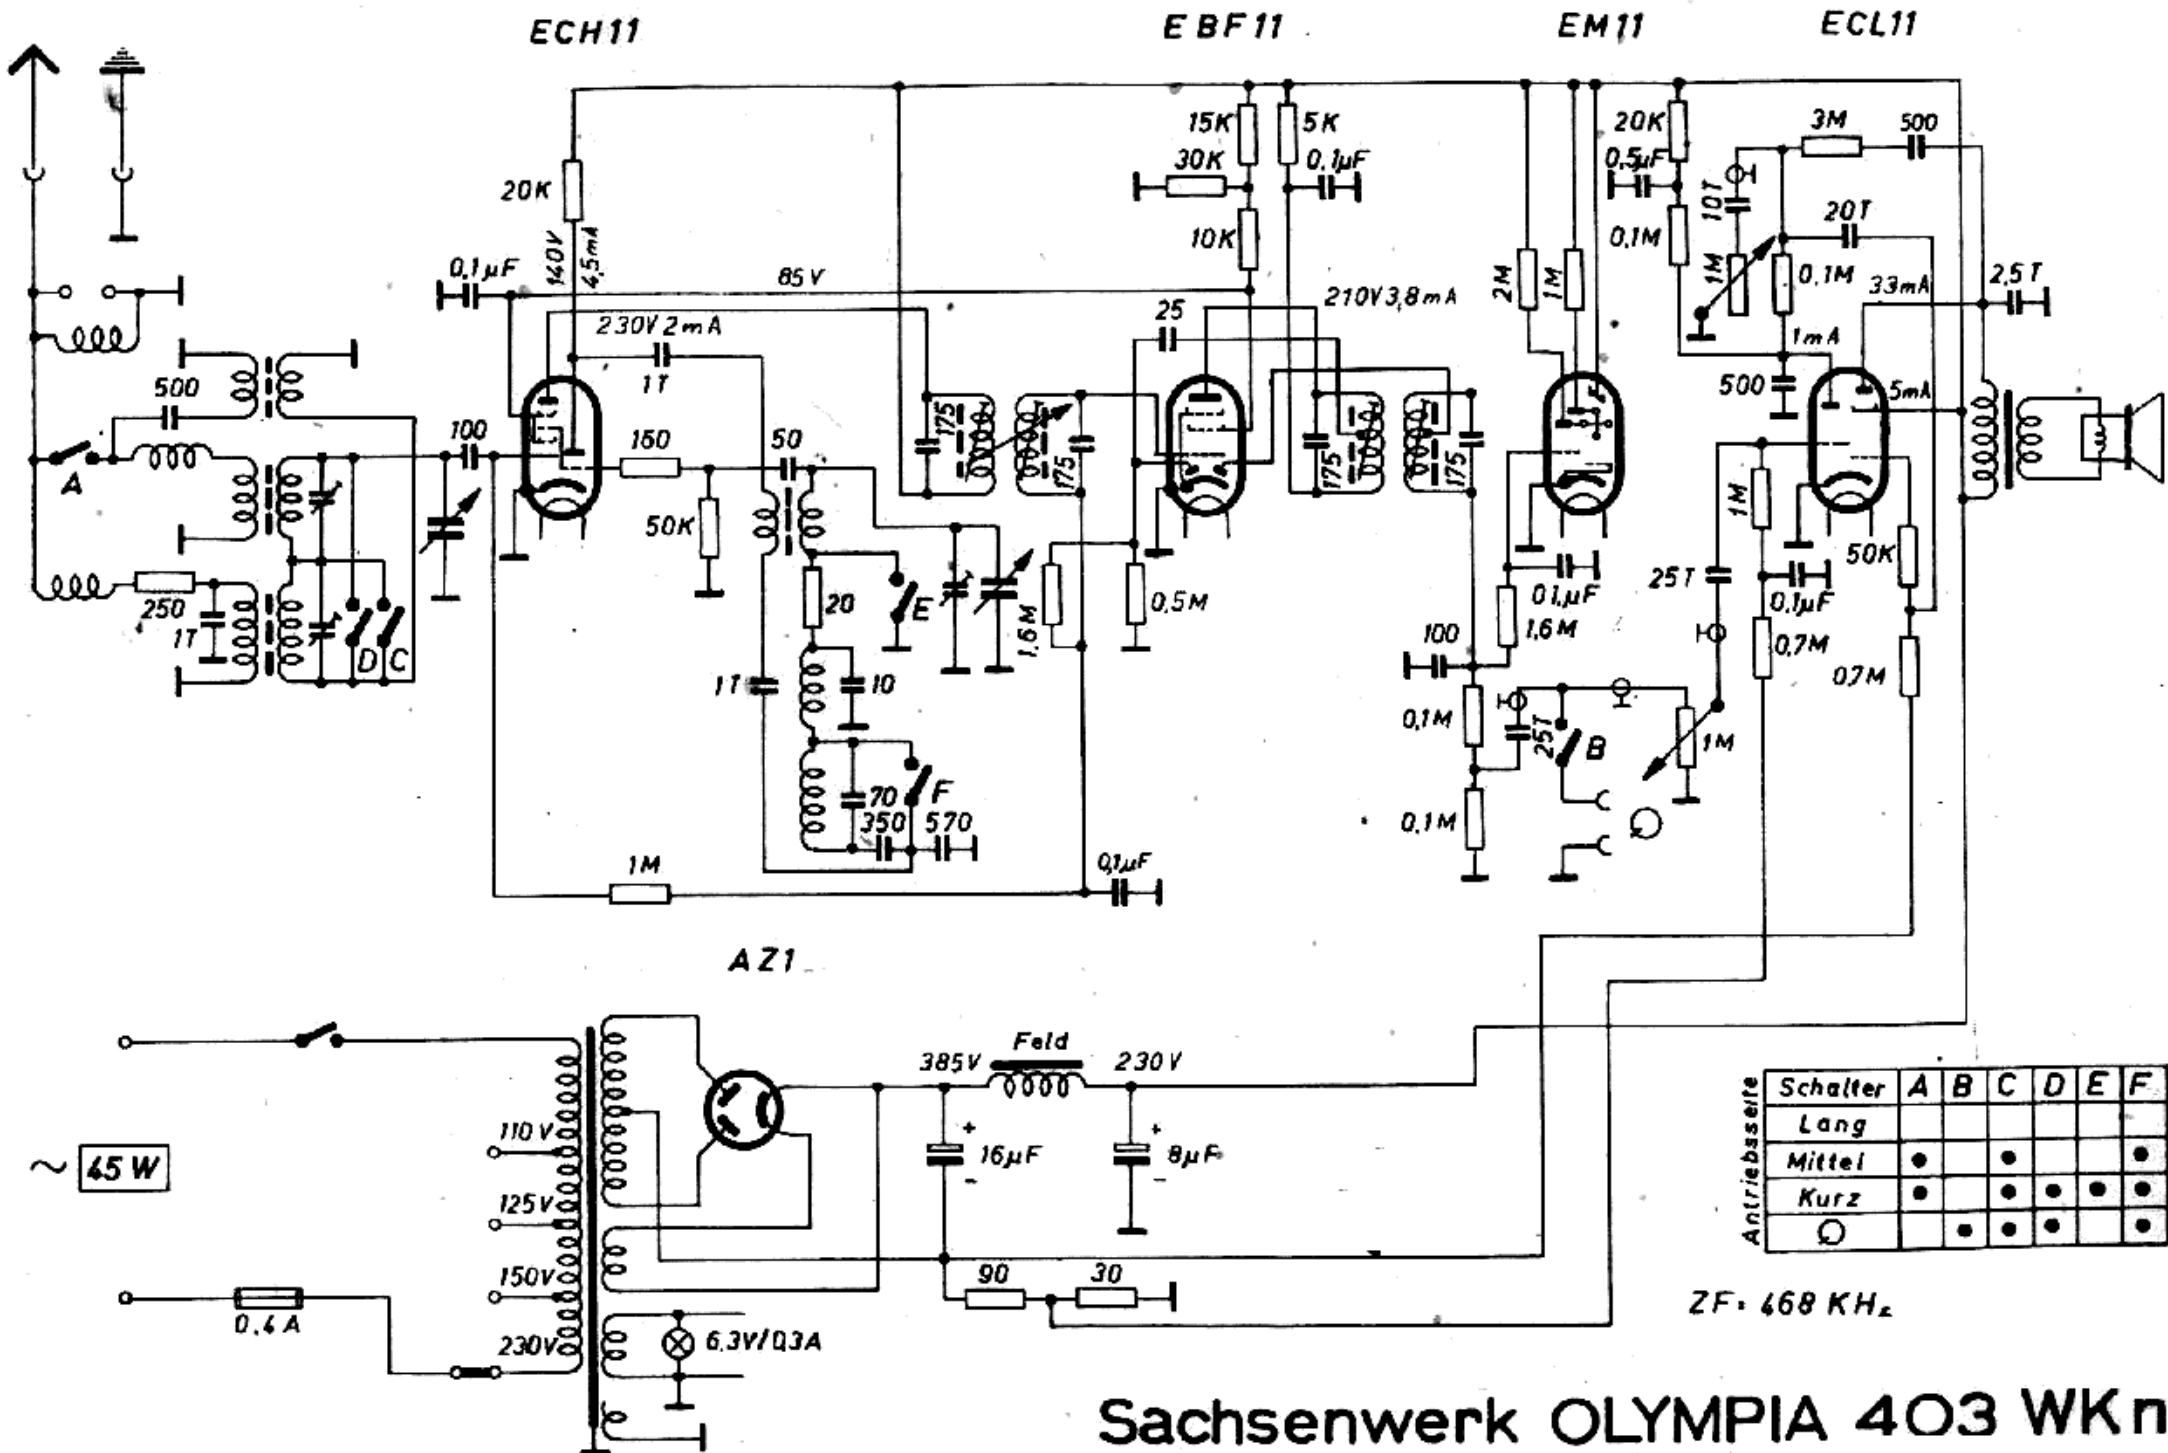 ECH11
EBF11
EM11
ECL11
15K
5K
30K
0,1µF
10K
20K
140V
4,5mA
0,1µF
85V
230V 2mA
1T
210V 3,8mA
25
2M
1M
20K
0,5µF
0,1M
3M
500
10T
1M
20T
0,1M
33mA
2,5T
1mA
500
5mA
500
A
100
160
50
50K
175
175
175
175
250
1T
D
C
20
E
1,6M
0,5M
1T
10
70
F
350
570
1M
0,1µF
0,1µF
1,6M
100
0,1M
25T
B
0,1M
1M
25T
1M
0,1µF
0,7M
50K
0,7M
AZ1
385V
Feld
230V
+
16µF
-
+
8µF
-
90
30
~ 45 W
110V
125V
150V
230V
0,4A
6,3V/0,3A
Antriebsseite
Schalter A B C D E F
Lang
Mittel
Kurz
ZF= 468 KHz
Sachsenwerk OLYMPIA 403 WKn